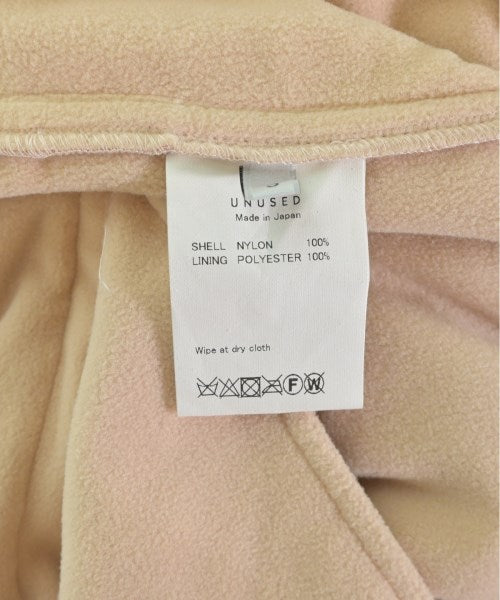 UNUSED
Made in Japan
SHELL NYLON 100%
LINING POLYESTER 100%
Wipe at dry cloth
F W